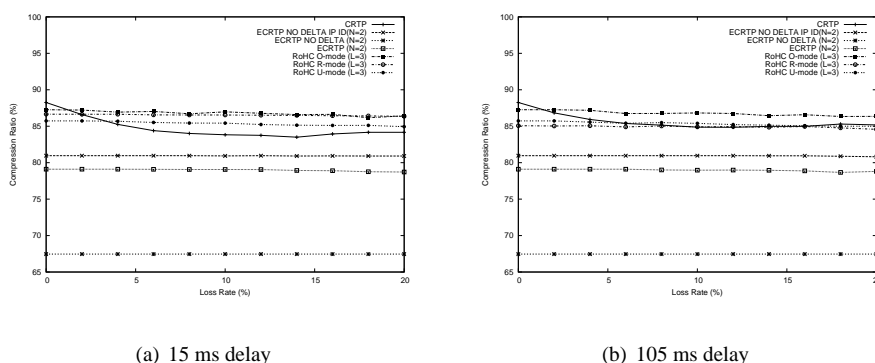 100
95
90
85
80
75
70
65
0
5
10
15
20
Compression Ratio (%)
Loss Rate (%)
CRTP
ECRTP NO DELTA IP ID(N=2)
ECRTP NO DELTA (N=2)
ECRTP (N=2)
RoHC O-mode (L=3)
RoHC R-mode (L=3)
RoHC U-mode (L=3)
(a) 15 ms delay
100
95
90
85
80
75
70
65
0
5
10
15
20
Compression Ratio (%)
Loss Rate (%)
CRTP
ECRTP NO DELTA IP ID(N=2)
ECRTP NO DELTA (N=2)
ECRTP (N=2)
RoHC O-mode (L=3)
RoHC R-mode (L=3)
RoHC U-mode (L=3)
(b) 105 ms delay